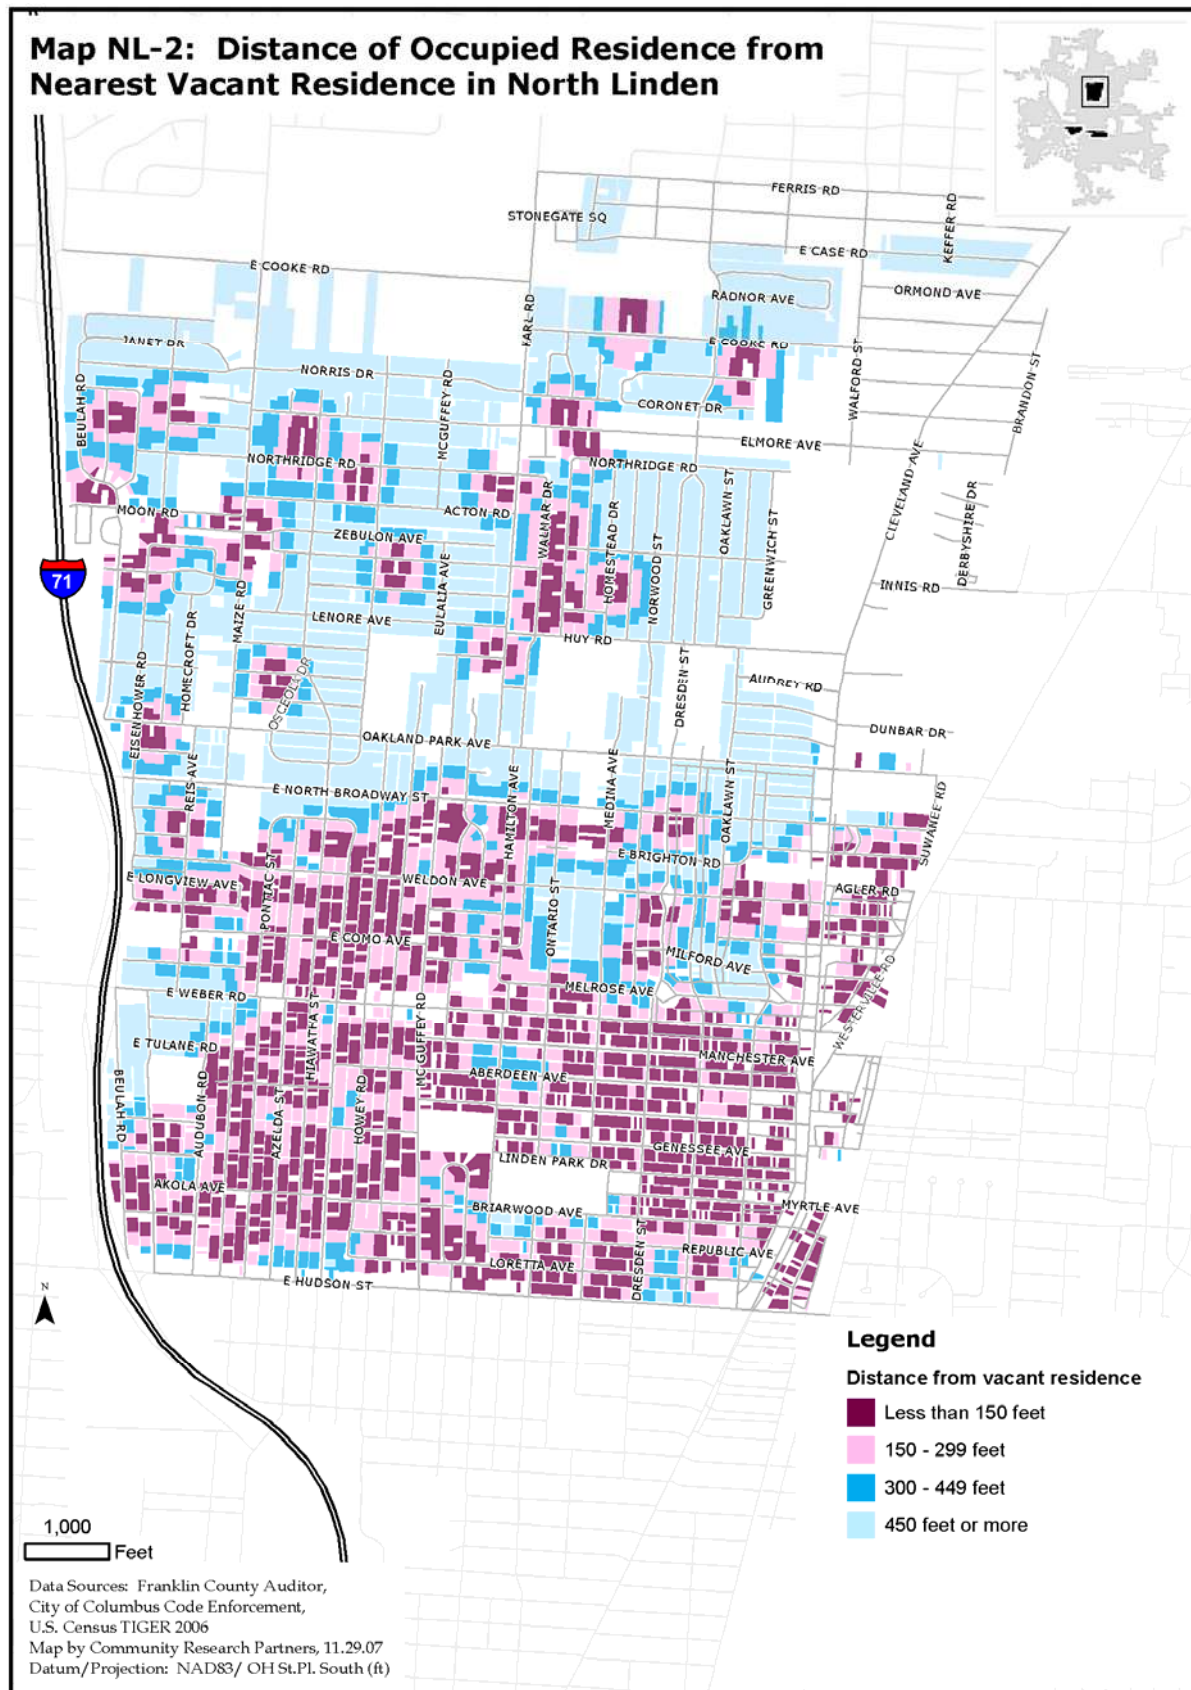 Map NL-2: Distance of Occupied Residence from
Nearest Vacant Residence in North Linden
FERRIS RD
STONEGATE SQ
KEFFER RD
E CASE RD
E COOKE RD
ORMOND AVE
RADNOR AVE
KARL RD
JANET DR
E COOKE RD
WALFORD ST
BRANDON ST
NORRIS DR
MCGUFFEY RD
BEULAH RD
CORONET DR
ELMORE AVE
CLEVELAND AVE
NORTHRIDGE RD
NORTHRIDGE RD
OAKLAWN ST
MOON RD
ACTON RD
WALMAR DR
HOMESTEAD DR
GREENWICH ST
DERBYSHIRE DR
ZEBULON AVE
NORWOOD ST
71
EULALIA AVE
INNIS RD
MAIZE RD
HOMECROFT DR
LENORE AVE
HUY RD
EISENHOWER RD
OSCEOLA DR
DRESDEN ST
AUDREY RD
DUNBAR DR
OAKLAND PARK AVE
REIS AVE
E NORTH BROADWAY ST
HAMILTON AVE
MEDINA AVE
OAKLAWN ST
SUWANEE RD
E BRIGHTON RD
E LONGVIEW AVE
PONTIAC ST
WELDON AVE
AGLER RD
ONTARIO ST
E COMO AVE
MILFORD AVE
WESTERVILLE RD
E WEBER RD
MELROSE AVE
HIAWATHA ST
MC GUFFEY RD
E TULANE RD
MANCHESTER AVE
BEULAH RD
AUDUBON RD
AZELDA ST
HOWEY RD
ABERDEEN AVE
GENESSEE AVE
LINDEN PARK DR
AKOLA AVE
BRIARWOOD AVE
MYRTLE AVE
DRESDEN ST
REPUBLIC AVE
LORETTA AVE
E HUDSON ST
N
Legend
Distance from vacant residence
Less than 150 feet
150 - 299 feet
300 - 449 feet
450 feet or more
1,000
Feet
Data Sources: Franklin County Auditor,
City of Columbus Code Enforcement,
U.S. Census TIGER 2006
Map by Community Research Partners, 11.29.07
Datum/Projection: NAD83/ OH St.Pl. South (ft)